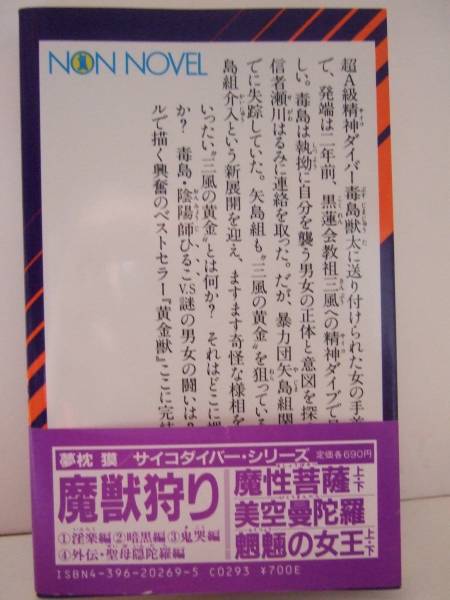 NON NOVEL
超A級精神ダイバー毒島獣太に送り付けられた女の手首
て、発端は二年前、黒蓮会教祖三風への精神ダイブで
しい。毒島は執拗に自分を襲う男女の正体と意図を探
信者瀬川はるみに連絡を取った。だが、暴力団矢島組関
でに失踪していた。矢島組も〝三風の黄金〟を狙っている
島組介入という新展開を迎え、ますます奇怪な様相を
いったい〝三風の黄金〟とは何か? それはどこに
か? 毒島・陰陽師ひるこV.S謎の男女の闘いは?
ルで描く興奮のベストセラー『黄金獣』ここに完結
夢枕 獏/サイコダイバー・シリーズ 定価各690円
魔獣狩り
①淫楽編②暗黒編③鬼哭編
④外伝・聖母隠陀羅編
魔性菩薩 上・下
美空曼陀羅
魍魎の女王 上・下
ISBN4-396-20269-5 C0293 ¥700E